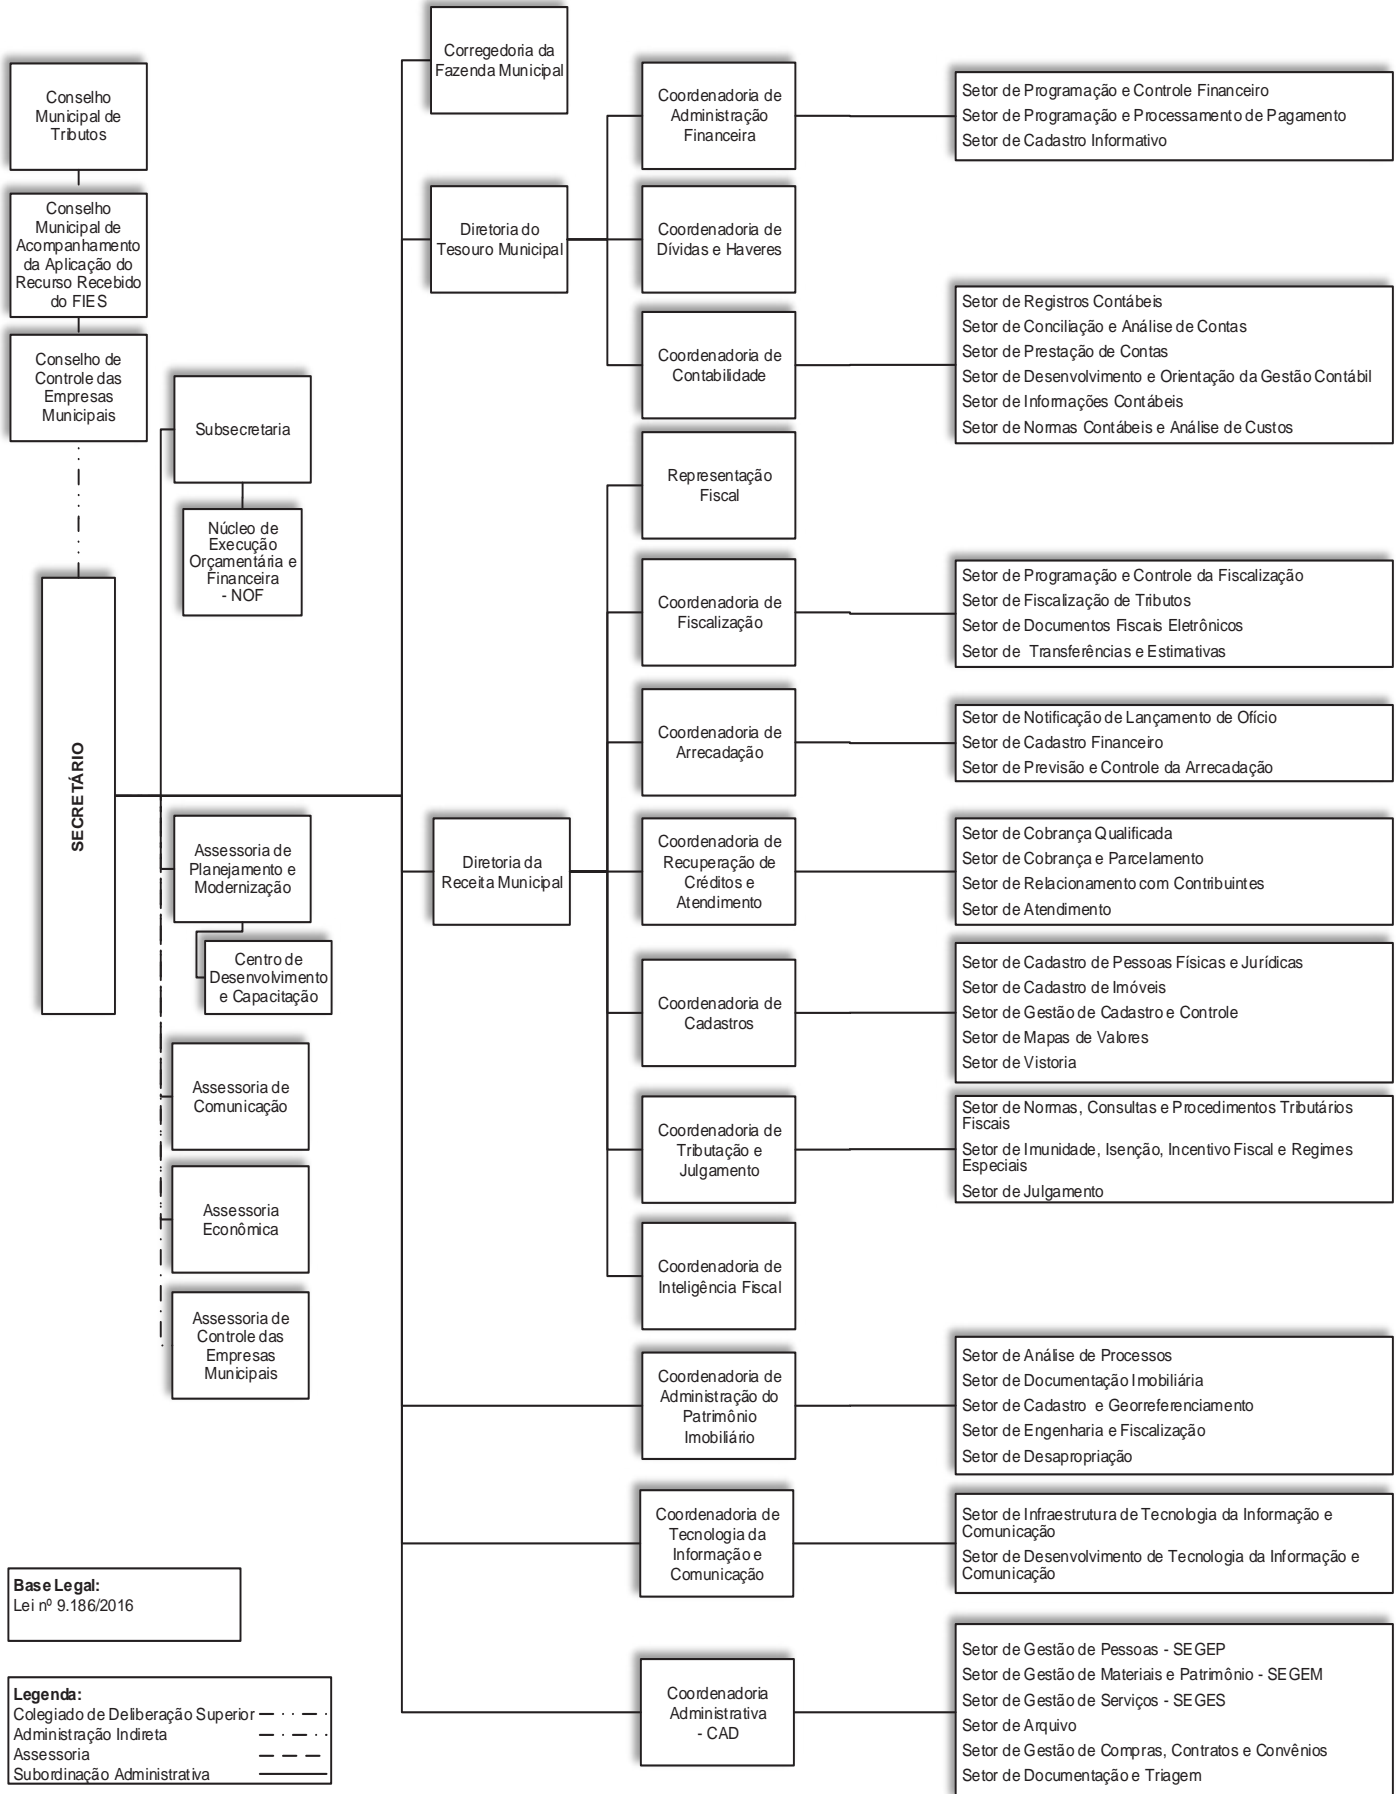 Conselho
Municipal de
Tributos
Conselho
Municipal de
Acompanhamento
da Aplicação do
Recurso Recebido
do FIES
Conselho de
Controle das
Empresas
Municipais
SECRETÁRIO
Subsecretaria
Núcleo de
Execução
Orçamentária e
Financeira
- NOF
Assessoria de
Planejamento e
Modernização
Centro de
Desenvolvimento
e Capacitação
Assessoria de
Comunicação
Assessoria
Econômica
Assessoria de
Controle das
Empresas
Municipais
Corregedoria da
Fazenda Municipal
Diretoria do
Tesouro Municipal
Coordenadoria de
Administração
Financeira
Setor de Programação e Controle Financeiro
Setor de Programação e Processamento de Pagamento
Setor de Cadastro Informativo
Coordenadoria de
Dívidas e Haveres
Coordenadoria de
Contabilidade
Setor de Registros Contábeis
Setor de Conciliação e Análise de Contas
Setor de Prestação de Contas
Setor de Desenvolvimento e Orientação da Gestão Contábil
Setor de Informações Contábeis
Setor de Normas Contábeis e Análise de Custos
Diretoria da
Receita Municipal
Representação
Fiscal
Coordenadoria de
Fiscalização
Setor de Programação e Controle da Fiscalização
Setor de Fiscalização de Tributos
Setor de Documentos Fiscais Eletrônicos
Setor de Transferências e Estimativas
Coordenadoria de
Arrecadação
Setor de Notificação de Lançamento de Ofício
Setor de Cadastro Financeiro
Setor de Previsão e Controle da Arrecadação
Coordenadoria de
Recuperação de
Créditos e
Atendimento
Setor de Cobrança Qualificada
Setor de Cobrança e Parcelamento
Setor de Relacionamento com Contribuintes
Setor de Atendimento
Coordenadoria de
Cadastros
Setor de Cadastro de Pessoas Físicas e Jurídicas
Setor de Cadastro de Imóveis
Setor de Gestão de Cadastro e Controle
Setor de Mapas de Valores
Setor de Vistoria
Coordenadoria de
Tributação e
Julgamento
Setor de Normas, Consultas e Procedimentos Tributários
Fiscais
Setor de Imunidade, Isenção, Incentivo Fiscal e Regimes
Especiais
Setor de Julgamento
Coordenadoria de
Inteligência Fiscal
Coordenadoria de
Administração do
Patrimônio
Imobiliário
Setor de Análise de Processos
Setor de Documentação Imobiliária
Setor de Cadastro e Georreferenciamento
Setor de Engenharia e Fiscalização
Setor de Desapropriação
Coordenadoria de
Tecnologia da
Informação e
Comunicação
Setor de Infraestrutura de Tecnologia da Informação e
Comunicação
Setor de Desenvolvimento de Tecnologia da Informação e
Comunicação
Coordenadoria
Administrativa
- CAD
Setor de Gestão de Pessoas - SEGEP
Setor de Gestão de Materiais e Patrimônio - SEGEM
Setor de Gestão de Serviços - SEGES
Setor de Arquivo
Setor de Gestão de Compras, Contratos e Convênios
Setor de Documentação e Triagem
Base Legal:
Lei nº 9.186/2016
Legenda:
Colegiado de Deliberação Superior
Administração Indireta
Assessoria
Subordinação Administrativa